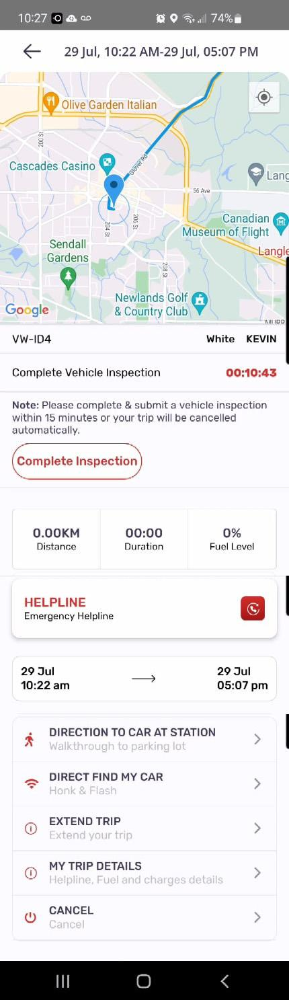 10:27
74%
29 Jul, 10:22 AM-29 Jul, 05:07 PM
Olive Garden Italian
200 St
Glover Rd
Cascades Casino
Lang
56 Ave
204 St
206 St
Canadian
Museum of Flight
Sendall
Gardens
Langle
208 St
Newlands Golf
& Country Club
Google
VW-ID4
White KEVIN
Complete Vehicle Inspection 00:10:43
Note: Please complete & submit a vehicle inspection
within 15 minutes or your trip will be cancelled
automatically.
Complete Inspection
0.00KM 00:00 0%
Distance Duration Fuel Level
HELPLINE
Emergency Helpline
29 Jul 29 Jul
10:22 am 05:07 pm
DIRECTION TO CAR AT STATION
Walkthrough to parking lot
DIRECT FIND MY CAR
Honk & Flash
EXTEND TRIP
Extend your trip
MY TRIP DETAILS
Helpline, Fuel and charges details
CANCEL
Cancel